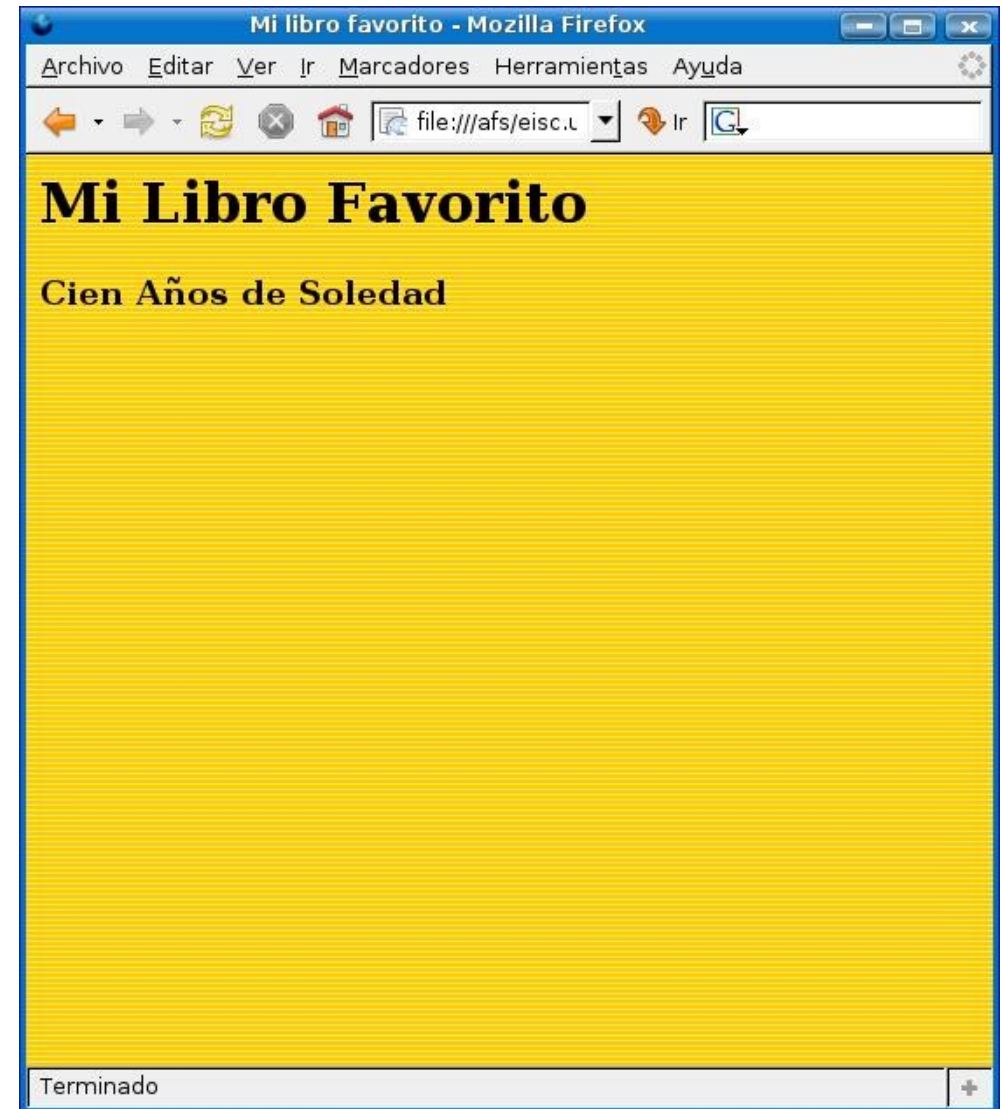 Mi libro favorito - Mozilla Firefox
Archivo Editar Ver Ir Marcadores Herramientas Ayuda
file:///afs/eisc.u Ir G
Mi Libro Favorito
Cien Años de Soledad
Terminado